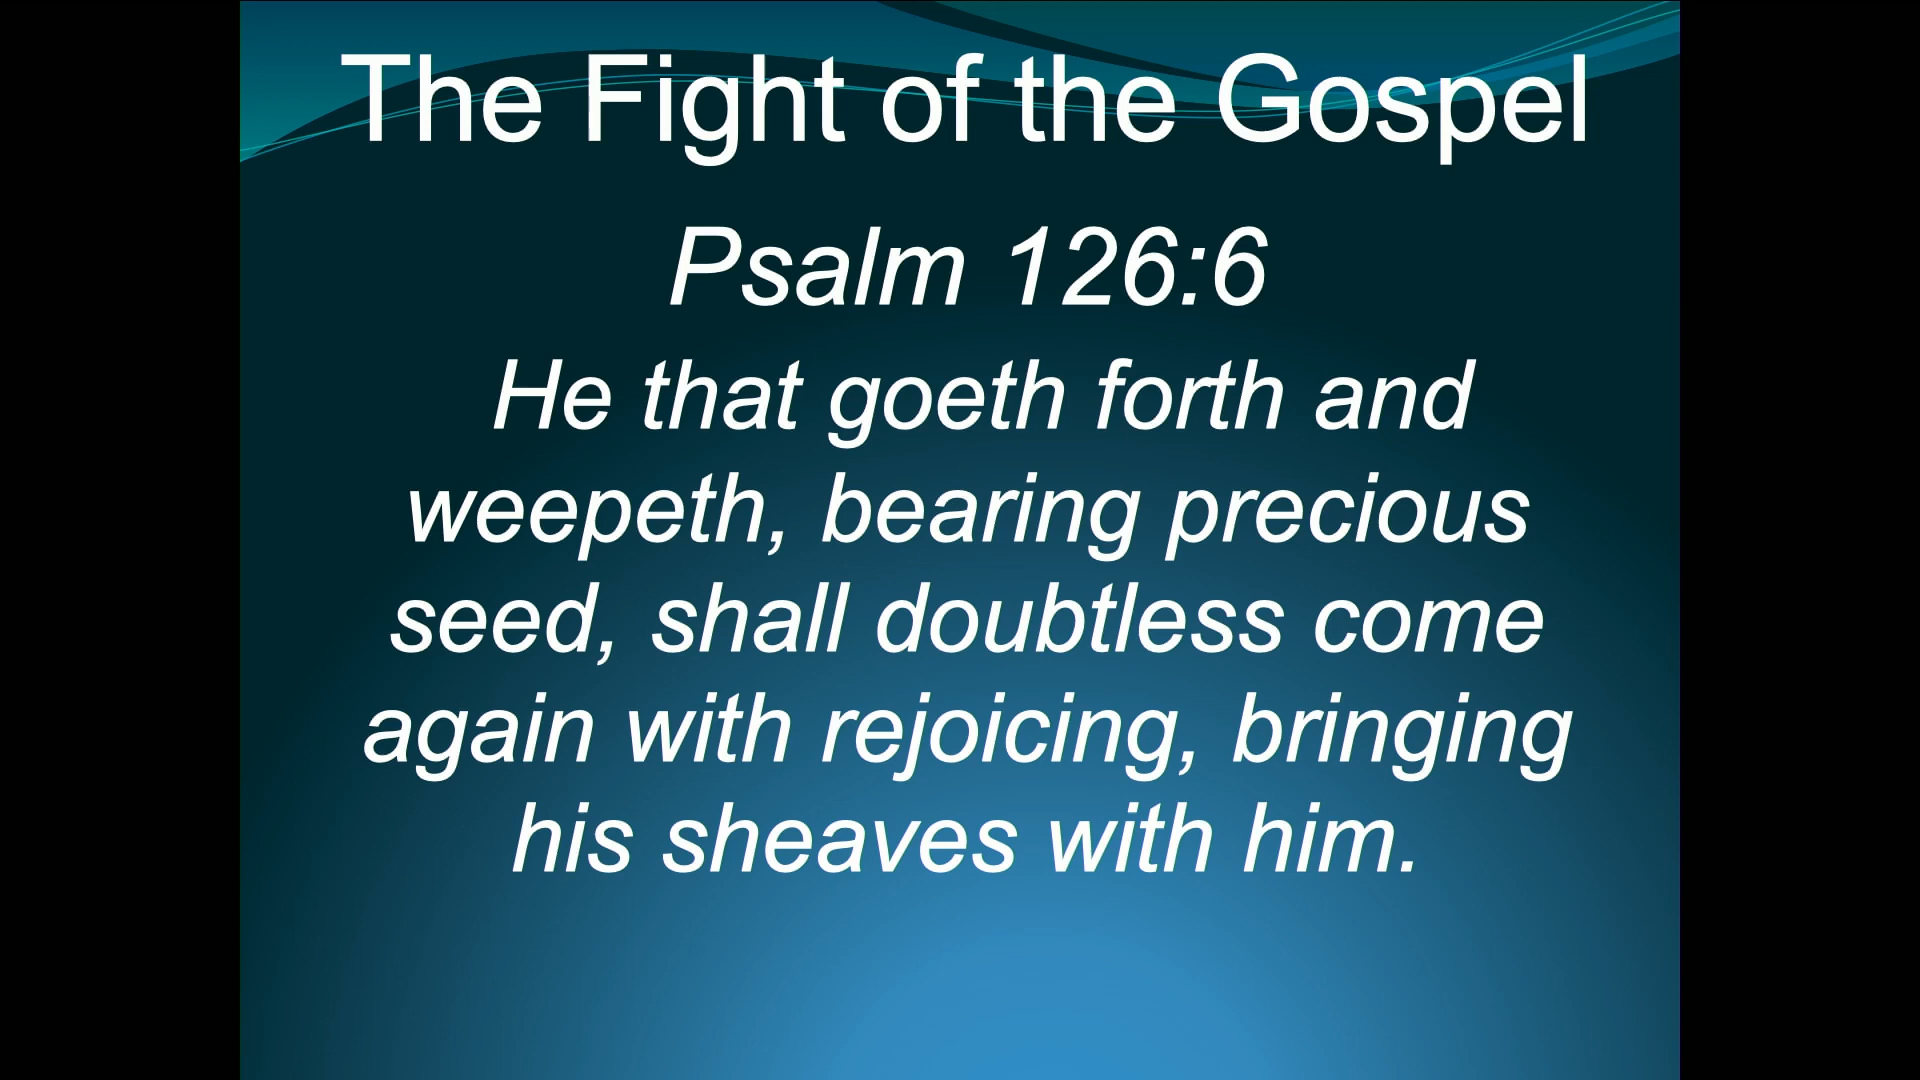 The Fight of the Gospel
Psalm 126:6
He that goeth forth and
weepeth, bearing precious
seed, shall doubtless come
again with rejoicing, bringing
his sheaves with him.